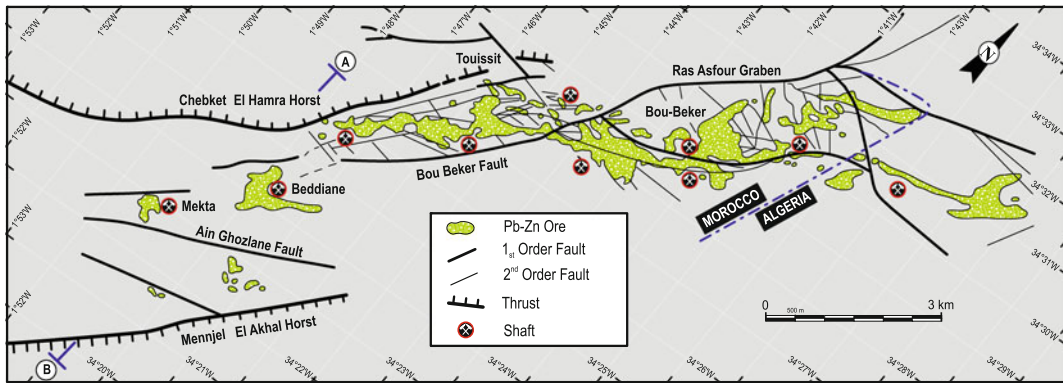 1°53'W
1°52'W
1°51'W
1°50'W
1°49'W
1°48'W
1°47'W
1°46'W
1°45'W
1°44'W
1°43'W
1°42'W
1°41'W
1°43'W
34°34'W
34°33'W
34°32'W
34°31'W
34°30'W
A
Touissit
Chebket El Hamra Horst
Ras Asfour Graben
N
Bou-Beker
1°52'W
Bou Beker Fault
Beddiane
Mekta
1°53'W
Ain Ghozlane Fault
MOROCCO
ALGERIA
Pb-Zn Ore
1st Order Fault
2nd Order Fault
Thrust
Shaft
0
500 m
3 km
1°52'W
Mennjel El Akhal Horst
B
34°20'W
34°21'W
34°22'W
34°23'W
34°24'W
34°25'W
34°26'W
34°27'W
34°28'W
34°29'W